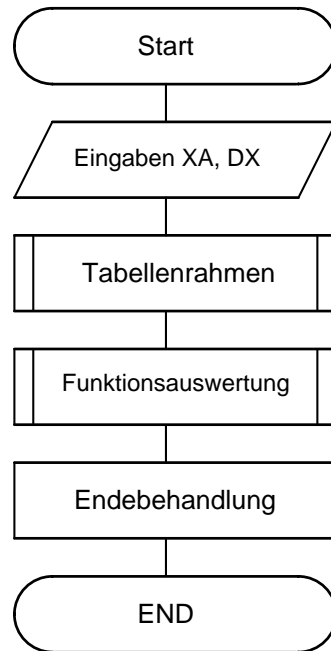 Start
Eingaben XA, DX
Tabellenrahmen
Funktionsauswertung
Endebehandlung
END